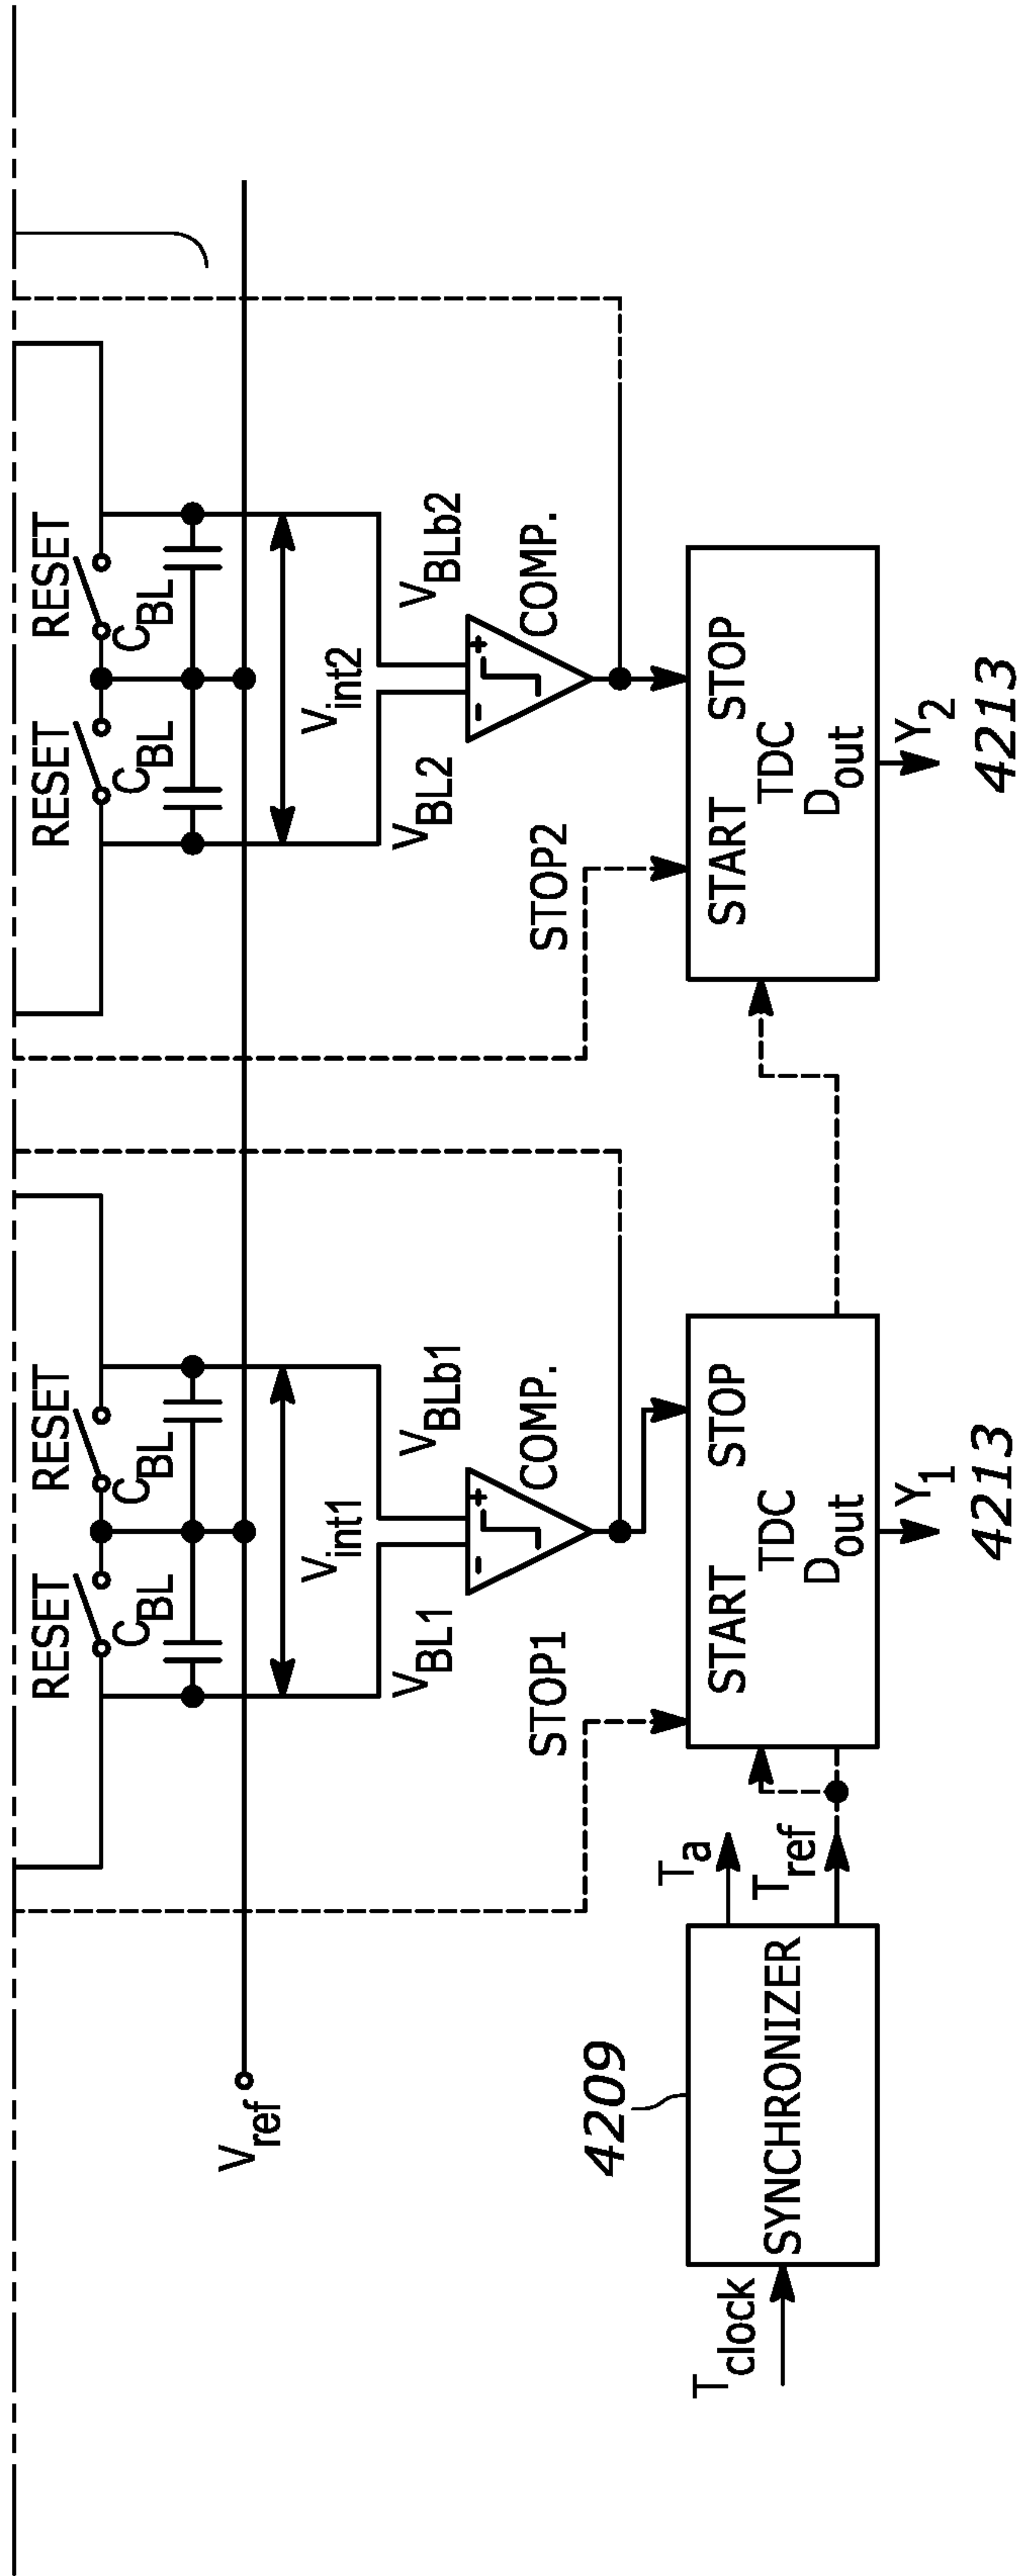 RESET RESET RESET RESET
C_BL C_BL C_BL C_BL
V_ref
V_int1 V_int2
V_BL1 V_BLb1 V_BL2 V_BLb2
- + - +
STOP1 COMP. STOP2 COMP.
4209
T_clock
SYNCHRONIZER
T_a
T_ref
START STOP
TDC
D_out
Y_1
4213
START STOP
TDC
D_out
Y_2
4213